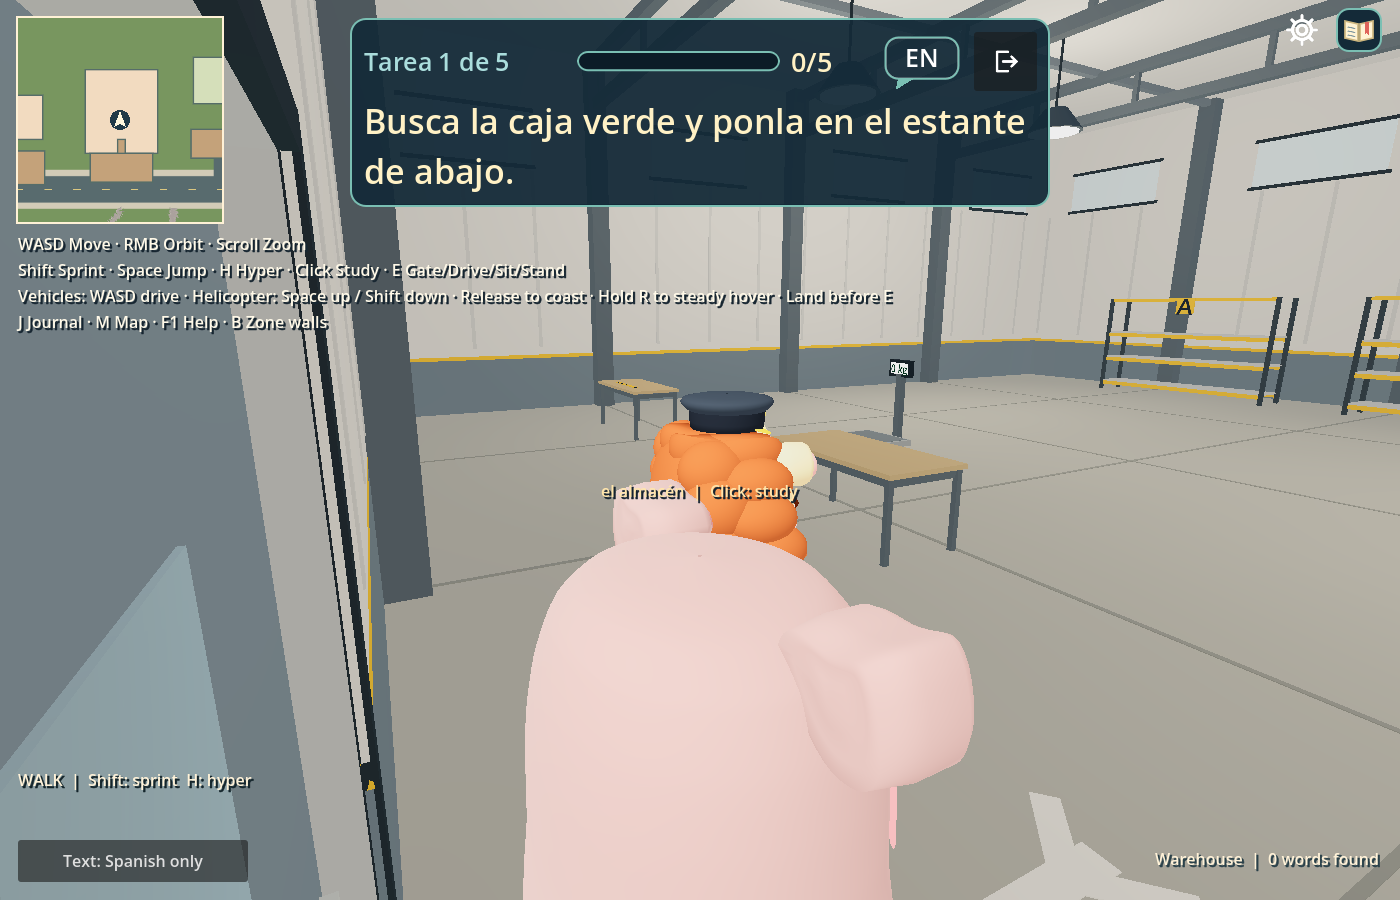 Tarea 1 de 5
0/5
EN
Busca la caja verde y ponla en el estante
de abajo.
WASD Move · RMB Orbit · Scroll Zoom
Shift Sprint · Space Jump · H Hyper · Click Study · E Gate/Drive/Sit/Stand
Vehicles: WASD drive · Helicopter: Space up / Shift down · Release to coast · Hold R to steady hover · Land before E
J Journal · M Map · F1 Help · B Zone walls
A
0 kg
el almacén | Click: study
WALK | Shift: sprint H: hyper
Text: Spanish only
Warehouse | 0 words found